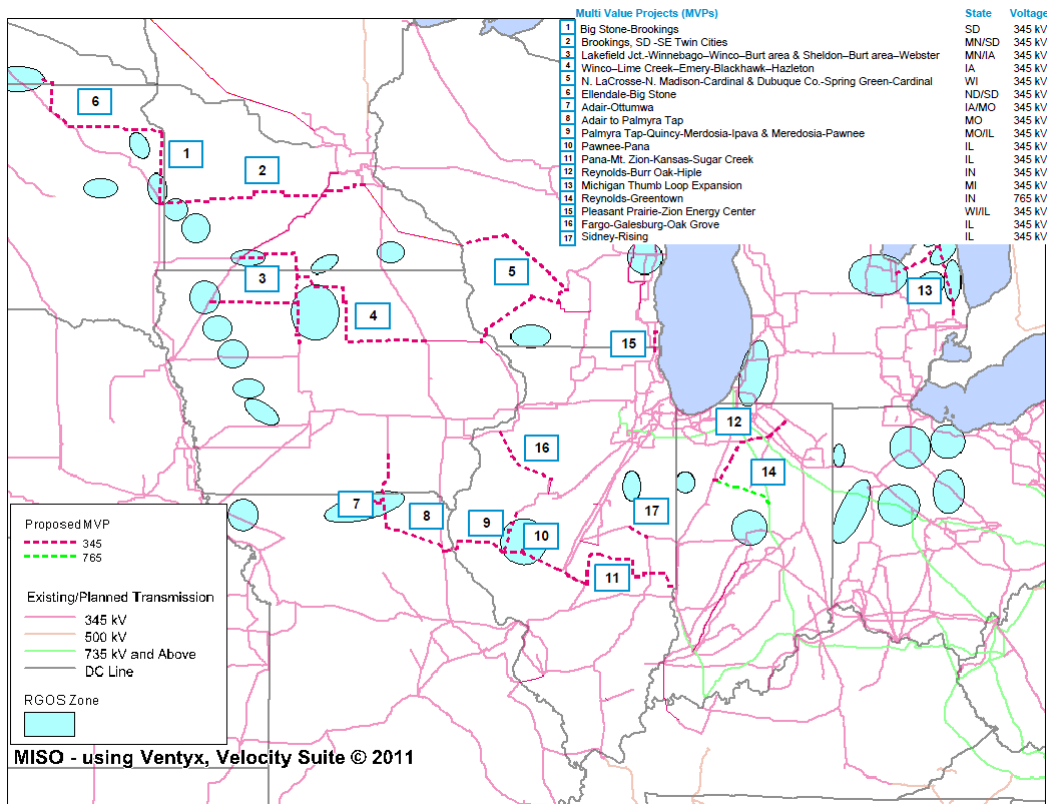 Multi Value Projects (MVPs) State Voltage
1 Big Stone-Brookings SD 345 kV
2 Brookings, SD -SE Twin Cities MN/SD 345 kV
3 Lakefield Jct.-Winnebago–Winco–Burt area & Sheldon–Burt area–Webster MN/IA 345 kV
4 Winco–Lime Creek–Emery-Blackhawk–Hazleton IA 345 kV
5 N. LaCrosse-N. Madison-Cardinal & Dubuque Co.-Spring Green-Cardinal WI 345 kV
6 Ellendale-Big Stone ND/SD 345 kV
7 Adair-Ottumwa IA/MO 345 kV
8 Adair to Palmyra Tap MO 345 kV
9 Palmyra Tap-Quincy-Merdosia-Ipava & Meredosia-Pawnee MO/IL 345 kV
10 Pawnee-Pana IL 345 kV
11 Pana-Mt. Zion-Kansas-Sugar Creek IL 345 kV
12 Reynolds-Burr Oak-Hiple IN 345 kV
13 Michigan Thumb Loop Expansion MI 345 kV
14 Reynolds-Greentown IN 765 kV
15 Pleasant Prairie-Zion Energy Center WI/IL 345 kV
16 Fargo-Galesburg-Oak Grove IL 345 kV
17 Sidney-Rising IL 345 kV
6
1
2
3
4
5
13
15
12
16
14
7
8
9
10
17
11
Proposed MVP
345
765
Existing/Planned Transmission
345 kV
500 kV
735 kV and Above
DC Line
RGOS Zone
MISO - using Ventyx, Velocity Suite © 2011